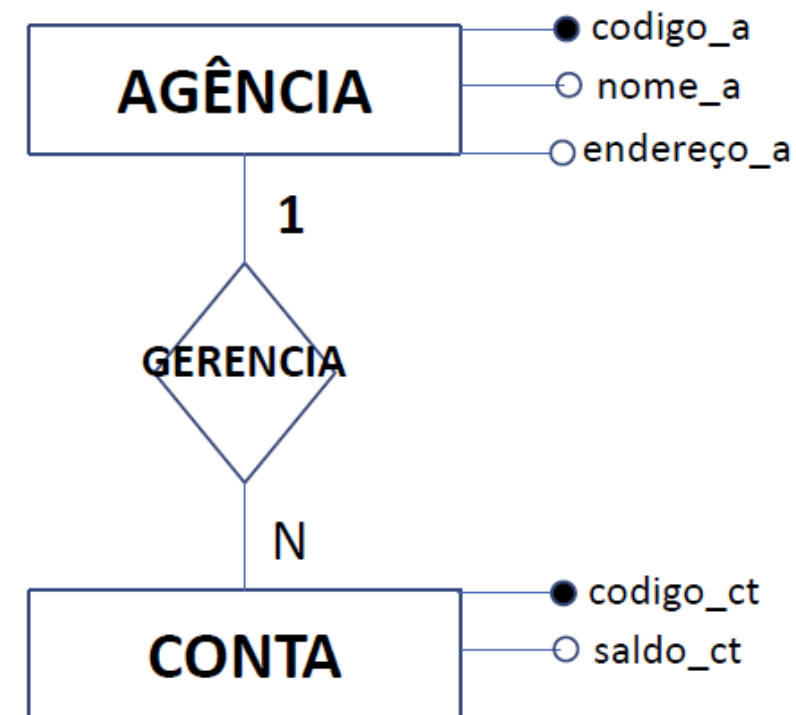 AGÊNCIA
codigo_a
nome_a
endereço_a
1
GERENCIA
N
CONTA
codigo_ct
saldo_ct